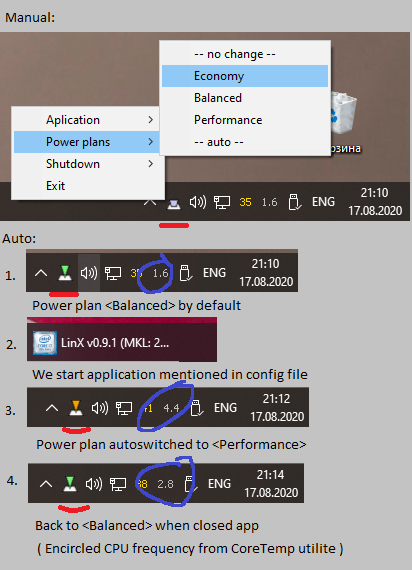 Manual:
-- no change --
Economy
Balanced
Performance
-- auto --
Aplication
Power plans
Shutdown
Exit
35 1.6 ENG 21:10
17.08.2020
Auto:
1.
1.6 ENG 21:10
17.08.2020
Power plan <Balanced> by default
2. LinX v0.9.1 (MKL: 2...
We start application mentioned in config file
3. 4.4 ENG 21:12
17.08.2020
Power plan autoswitched to <Performance>
4. 2.8 ENG 21:14
17.08.2020
Back to <Balanced> when closed app
( Encircled CPU frequency from CoreTemp utilite )